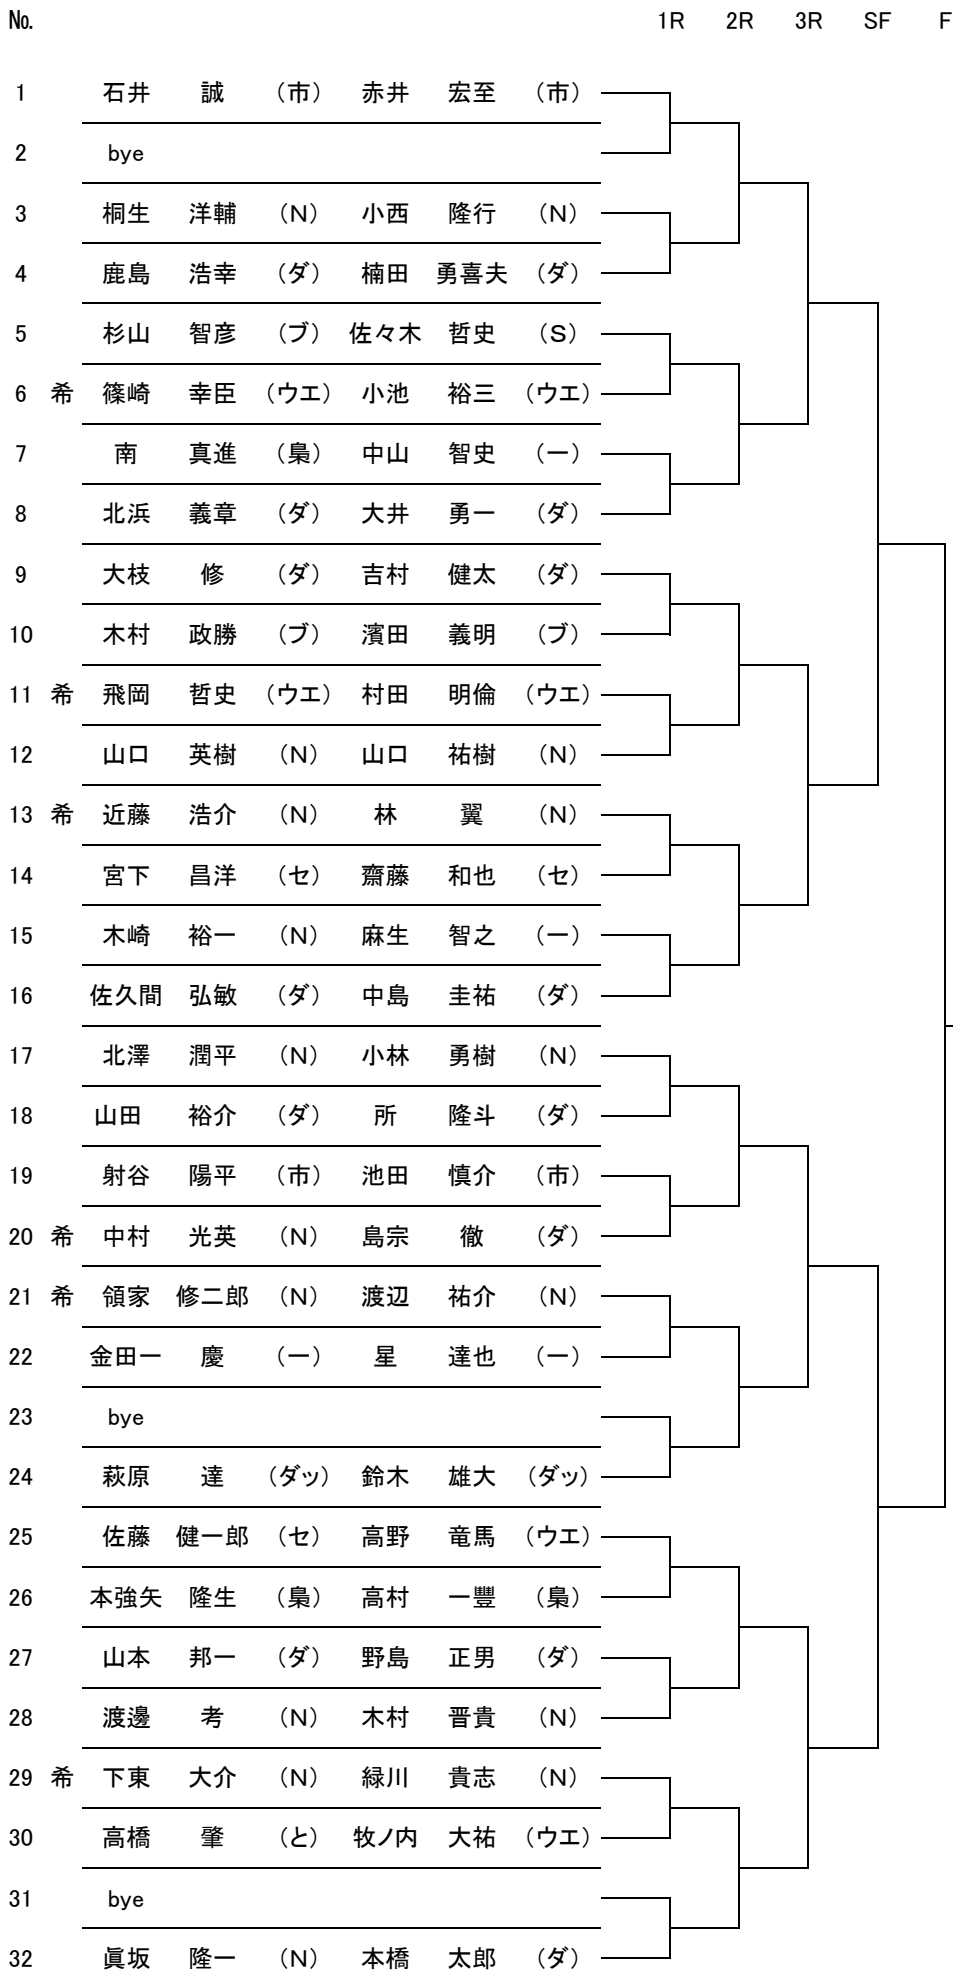 No. 1R 2R 3R SF F
1 石井 誠 (市) 赤井 宏至 (市)
2 bye
3 桐生 洋輔 (N) 小西 隆行 (N)
4 鹿島 浩幸 (ダ) 楠田 勇喜夫 (ダ)
5 杉山 智彦 (ブ) 佐々木 哲史 (S)
6 希 篠崎 幸臣 (ウエ) 小池 裕三 (ウエ)
7 南 真進 (梟) 中山 智史 (一)
8 北浜 義章 (ダ) 大井 勇一 (ダ)
9 大枝 修 (ダ) 吉村 健太 (ダ)
10 木村 政勝 (ブ) 濱田 義明 (ブ)
11 希 飛岡 哲史 (ウエ) 村田 明倫 (ウエ)
12 山口 英樹 (N) 山口 祐樹 (N)
13 希 近藤 浩介 (N) 林 翼 (N)
14 宮下 昌洋 (セ) 齋藤 和也 (セ)
15 木崎 裕一 (N) 麻生 智之 (一)
16 佐久間 弘敏 (ダ) 中島 圭祐 (ダ)
17 北澤 潤平 (N) 小林 勇樹 (N)
18 山田 裕介 (ダ) 所 隆斗 (ダ)
19 射谷 陽平 (市) 池田 慎介 (市)
20 希 中村 光英 (N) 島宗 徹 (ダ)
21 希 領家 修二郎 (N) 渡辺 祐介 (N)
22 金田一 慶 (一) 星 達也 (一)
23 bye
24 萩原 達 (ダッ) 鈴木 雄大 (ダッ)
25 佐藤 健一郎 (セ) 高野 竜馬 (ウエ)
26 本強矢 隆生 (梟) 高村 一豐 (梟)
27 山本 邦一 (ダ) 野島 正男 (ダ)
28 渡邊 考 (N) 木村 晋貴 (N)
29 希 下東 大介 (N) 緑川 貴志 (N)
30 高橋 肇 (と) 牧ノ内 大祐 (ウエ)
31 bye
32 眞坂 隆一 (N) 本橋 太郎 (ダ)